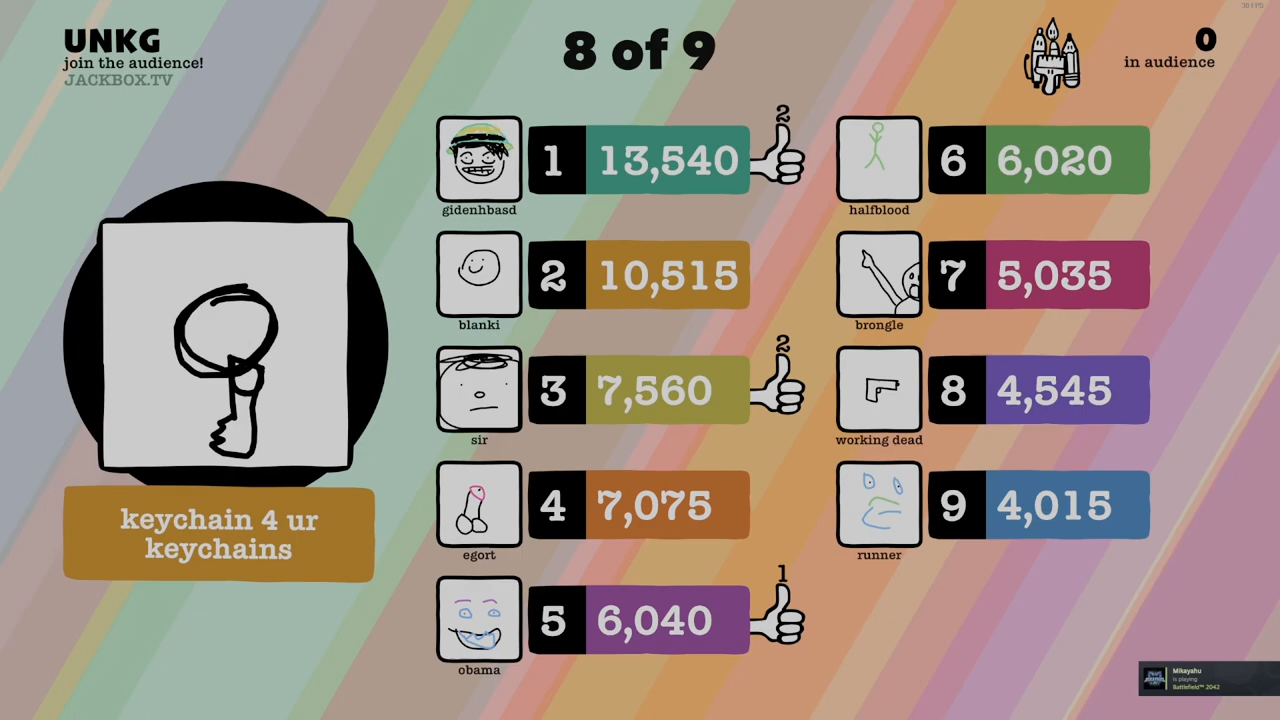 UNKG
join the audience!
JACKBOX.TV
8 of 9
0
in audience
keychain 4 ur
keychains
1 13,540 2
gidenhbasd
2 10,515
blanki
3 7,560 2
sir
4 7,075
egort
5 6,040 1
obama
6 6,020
halfblood
7 5,035
brongle
8 4,545
working dead
9 4,015
runner
Mikayahu
is playing
Battlefield™ 2042